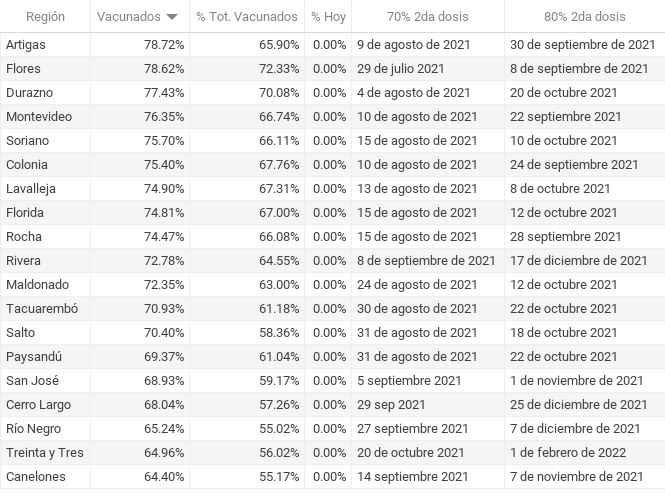 Región Vacunados % Tot. Vacunados % Hoy 70% 2da dosis 80% 2da dosis
Artigas 78.72% 65.90% 0.00% 9 de agosto de 2021 30 de septiembre de 2021
Flores 78.62% 72.33% 0.00% 29 de julio 2021 8 de septiembre de 2021
Durazno 77.43% 70.08% 0.00% 4 de agosto de 2021 20 de octubre 2021
Montevideo 76.35% 66.74% 0.00% 10 de agosto de 2021 22 septiembre 2021
Soriano 75.70% 66.11% 0.00% 15 de agosto de 2021 10 de octubre 2021
Colonia 75.40% 67.76% 0.00% 10 de agosto de 2021 24 de septiembre 2021
Lavalleja 74.90% 67.31% 0.00% 13 de agosto de 2021 8 de octubre 2021
Florida 74.81% 67.00% 0.00% 15 de agosto de 2021 12 de octubre 2021
Rocha 74.47% 66.08% 0.00% 15 de agosto de 2021 28 septiembre 2021
Rivera 72.78% 64.55% 0.00% 8 de septiembre de 2021 17 de diciembre de 2021
Maldonado 72.35% 63.00% 0.00% 24 de agosto de 2021 12 de octubre 2021
Tacuarembó 70.93% 61.18% 0.00% 30 de agosto de 2021 22 de octubre 2021
Salto 70.40% 58.36% 0.00% 31 de agosto de 2021 18 de octubre 2021
Paysandú 69.37% 61.04% 0.00% 31 de agosto de 2021 22 de octubre 2021
San José 68.93% 59.17% 0.00% 5 septiembre 2021 1 de noviembre de 2021
Cerro Largo 68.04% 57.26% 0.00% 29 sep 2021 25 de diciembre de 2021
Río Negro 65.24% 55.02% 0.00% 27 septiembre 2021 7 de diciembre de 2021
Treinta y Tres 64.96% 56.02% 0.00% 20 de octubre de 2021 1 de febrero de 2022
Canelones 64.40% 55.17% 0.00% 14 septiembre 2021 7 de noviembre de 2021